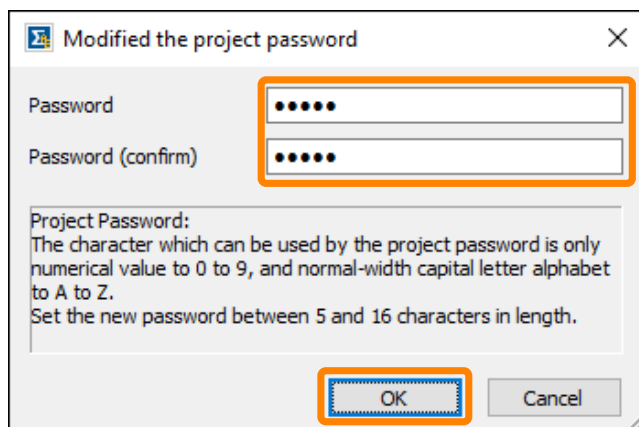 Modified the project password
Password
●●●●●
Password (confirm)
●●●●●
Project Password:
The character which can be used by the project password is only
numerical value to 0 to 9, and normal-width capital letter alphabet
to A to Z.
Set the new password between 5 and 16 characters in length.
OK Cancel